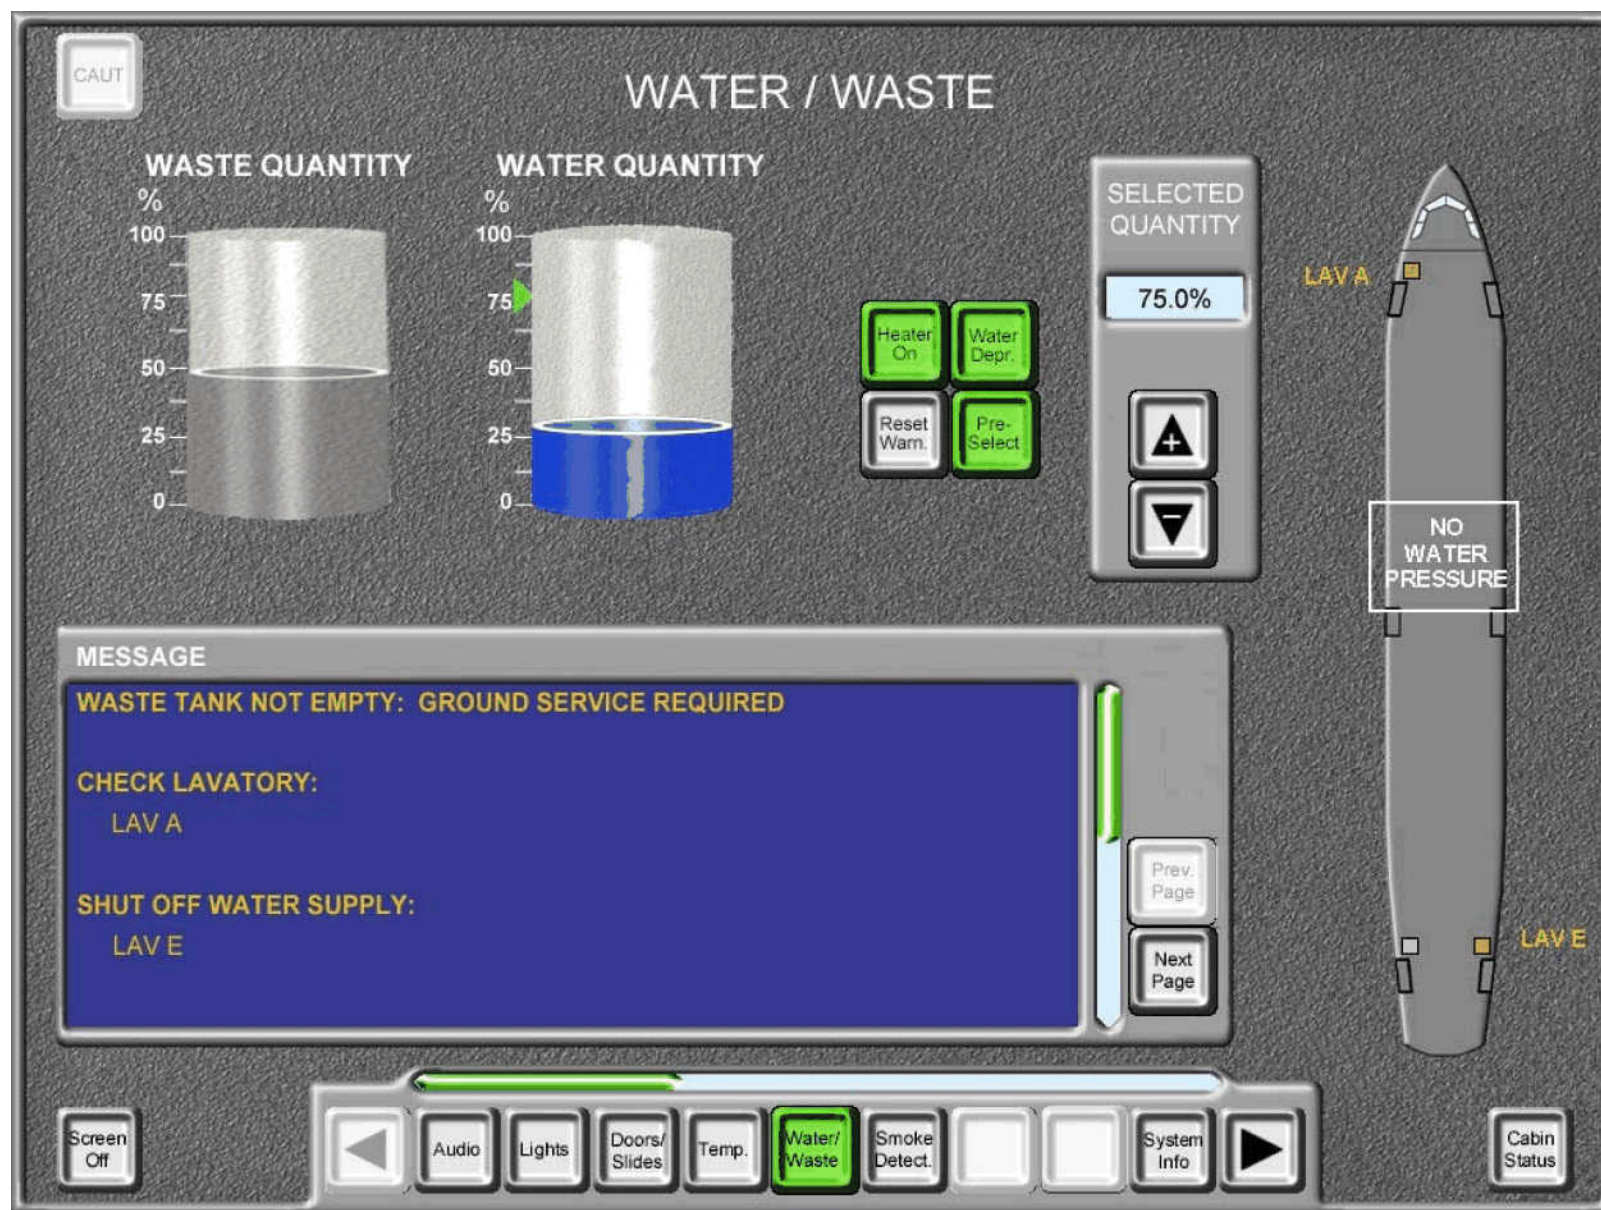 CAUT
WATER / WASTE
WASTE QUANTITY
%
100
75
50
25
0
WATER QUANTITY
%
100
75
50
25
0
Heater
On
Water
Depr.
Reset
Warn.
Pre-
Select
SELECTED
QUANTITY
75.0%
+
−
LAV A
NO
WATER
PRESSURE
LAV E
MESSAGE
WASTE TANK NOT EMPTY: GROUND SERVICE REQUIRED
CHECK LAVATORY:
LAV A
SHUT OFF WATER SUPPLY:
LAV E
Prev.
Page
Next
Page
Screen
Off
Audio
Lights
Doors/
Slides
Temp.
Water/
Waste
Smoke
Detect.
System
Info
Cabin
Status